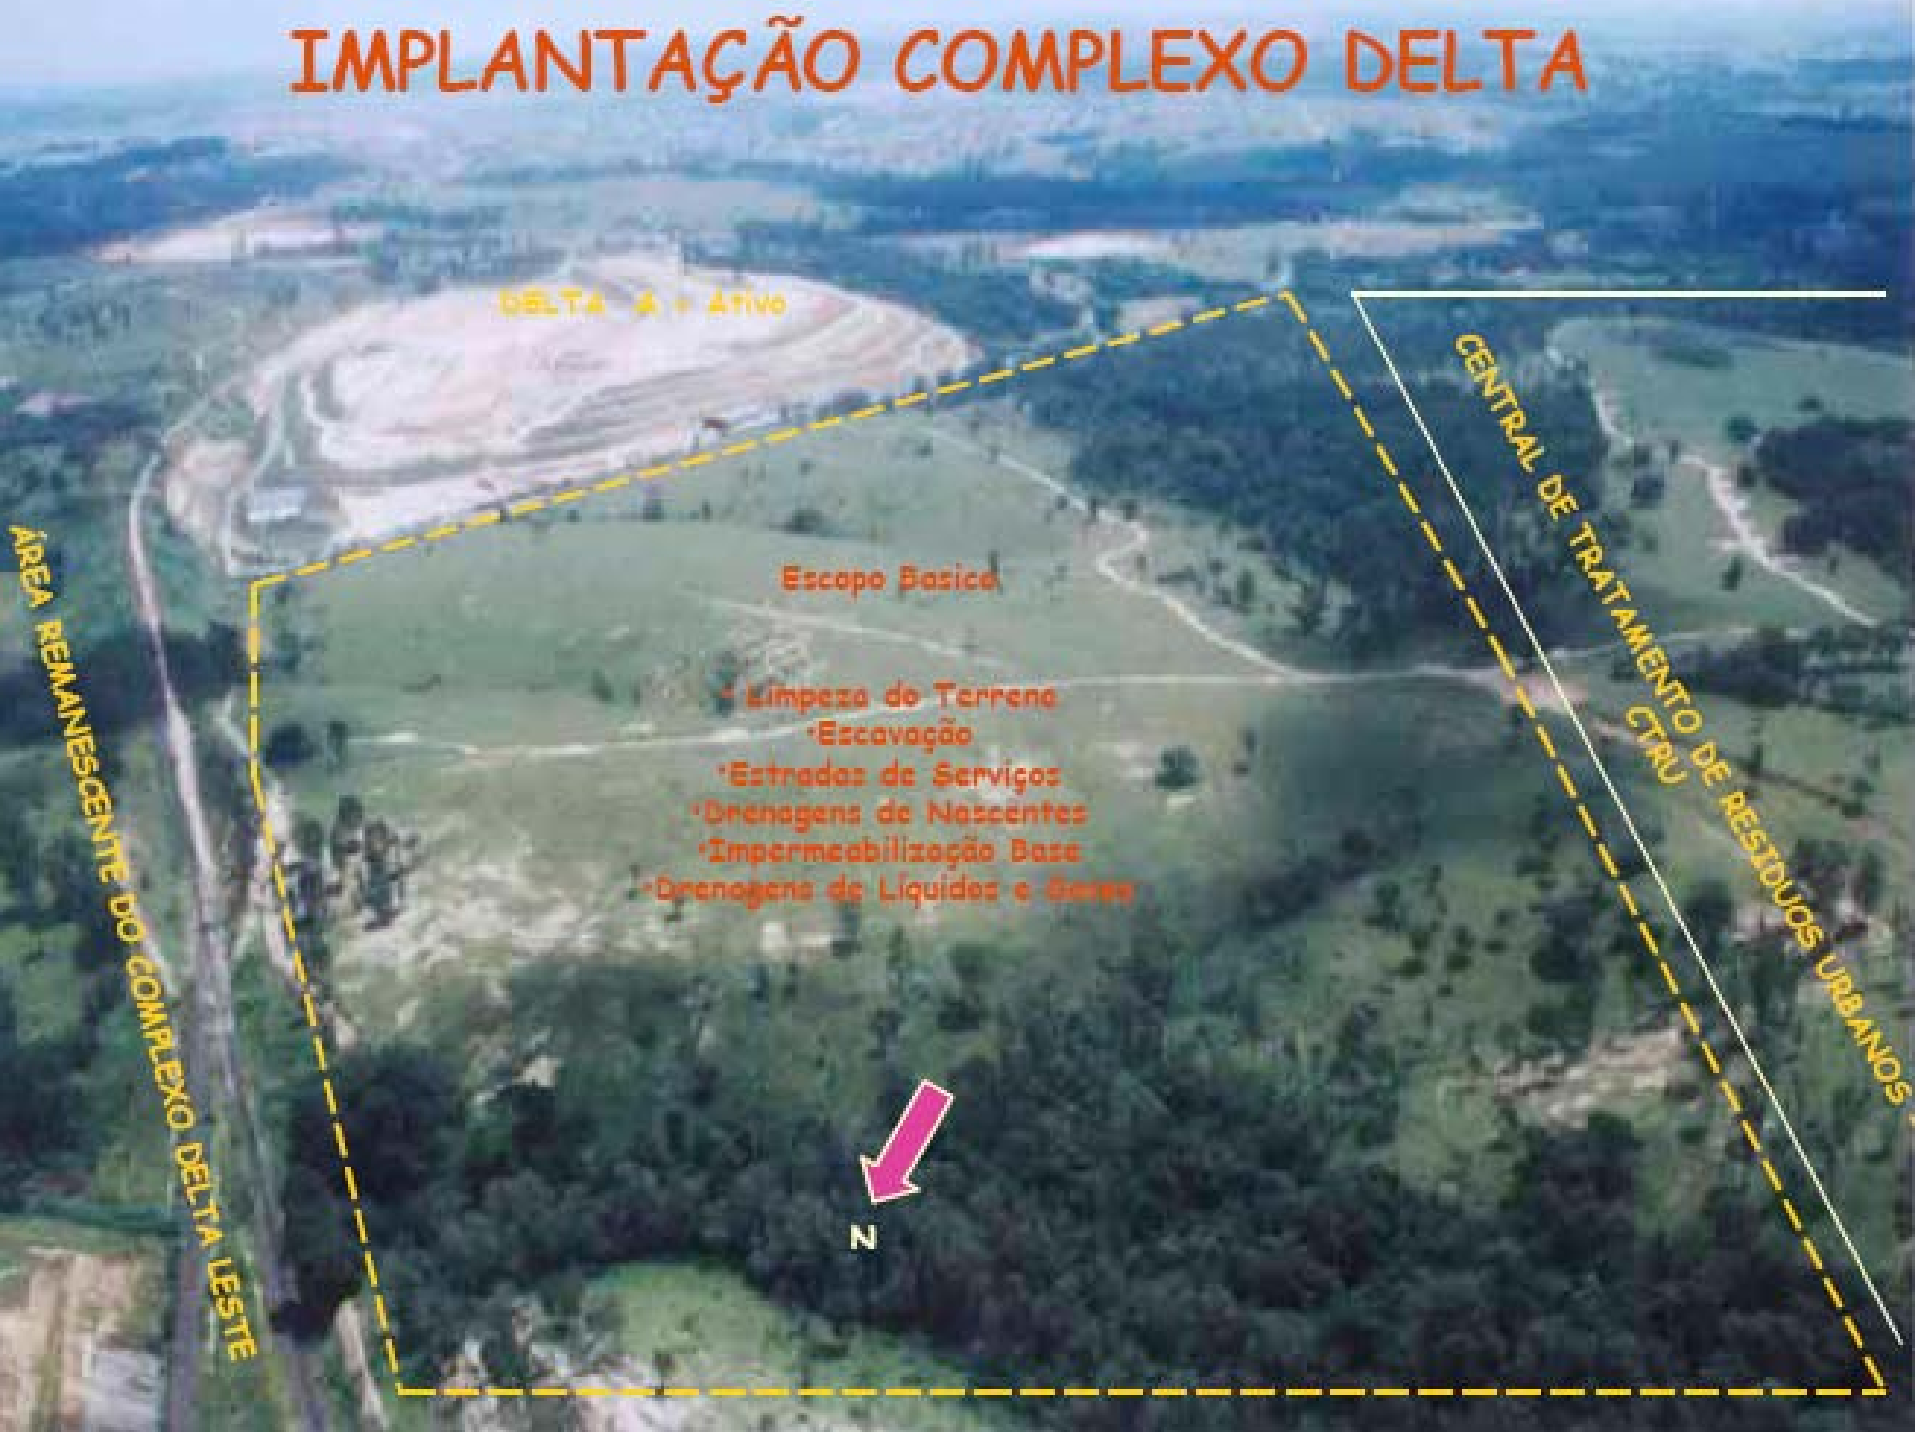 IMPLANTAÇÃO COMPLEXO DELTA
DELTA A - Ativo
CENTRAL DE TRATAMENTO DE RESIDUOS URBANOS
CTRU
ÁREA REMANESCENTE DO COMPLEXO DELTA LESTE
Escopo Basico
• Limpeza do Terreno
•Escavação
•Estradas de Serviços
•Drenagens de Nascentes
•Impermeabilização Base
•Drenagens de Líquidos e Gases
N